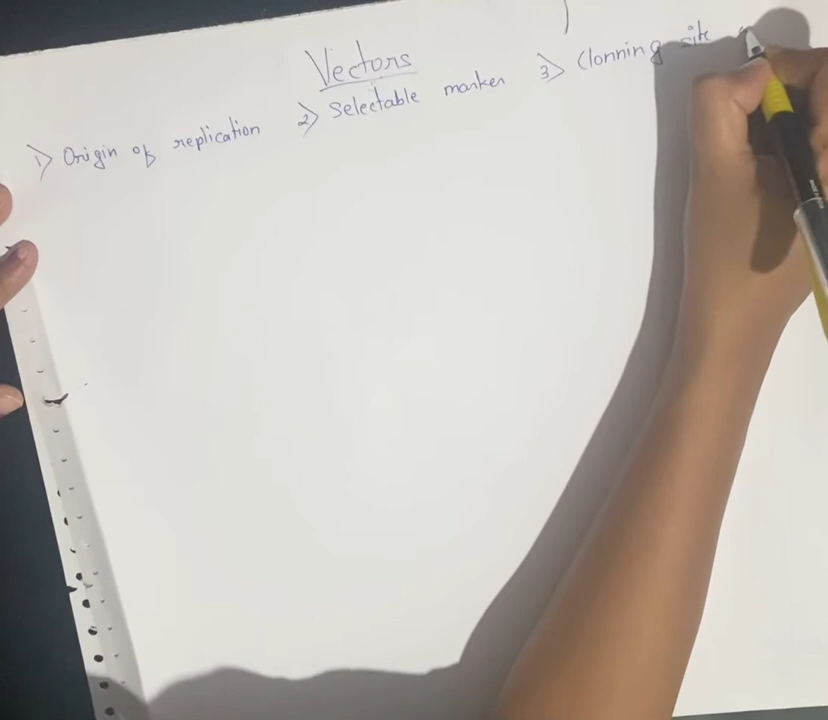 Vectors
1) Origin of replication 2) Selectable marker 3) Clonning site